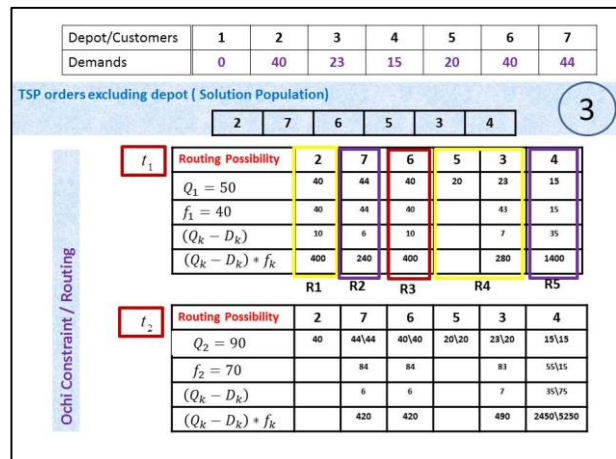 Depot/Customers 1 2 3 4 5 6 7
Demands 0 40 23 15 20 40 44
TSP orders excluding depot ( Solution Population)
3
2 7 6 5 3 4
Ochi Constraint / Routing
t₁
Routing Possibility 2 7 6 5 3 4
Q₁ = 50 40 44 40 20 23 15
f₁ = 40 40 44 40 43 15
(Qₖ − Dₖ) 10 6 10 7 35
(Qₖ − Dₖ) * fₖ 400 240 400 280 1400
R1 R2 R3 R4 R5
t₂
Routing Possibility 2 7 6 5 3 4
Q₂ = 90 40 44\44 40\40 20\20 23\20 15\15
f₂ = 70 84 84 83 55\15
(Qₖ − Dₖ) 6 6 7 35\75
(Qₖ − Dₖ) * fₖ 420 420 490 2450\5250